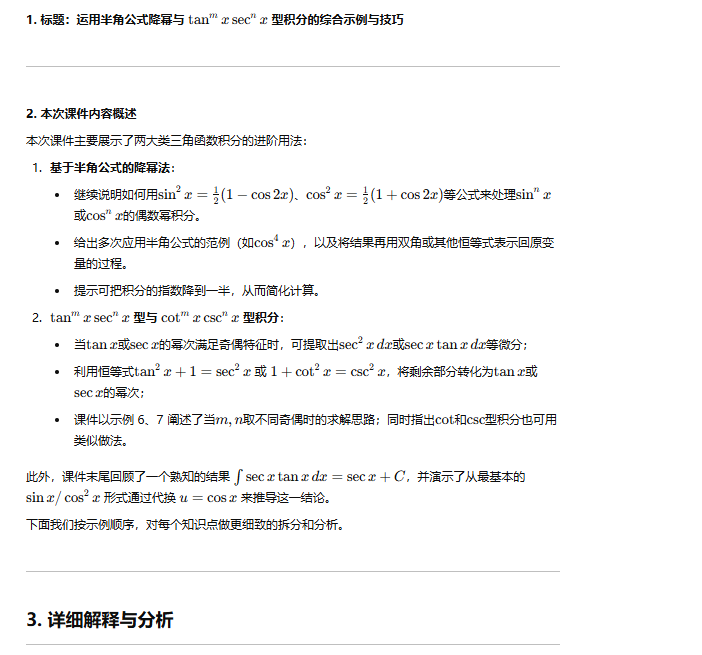 1. 标题：运用半角公式降幂与 tanᵐ x secⁿ x 型积分的综合示例与技巧
2. 本次课件内容概述
本次课件主要展示了两大类三角函数积分的进阶用法：
1. 基于半角公式的降幂法：
• 继续说明如何用sin² x = ½(1 − cos 2x)、cos² x = ½(1 + cos 2x)等公式来处理sinⁿ x
或cosⁿ x的偶数幂积分。
• 给出多次应用半角公式的范例（如cos⁴ x），以及将结果再用双角或其他恒等式表示回原变
量的过程。
• 提示可把积分的指数降到一半，从而简化计算。
2. tanᵐ x secⁿ x 型与 cotᵐ x cscⁿ x 型积分：
• 当tan x或sec x的幂次满足奇偶特征时，可提取出sec² x dx或sec x tan x dx等微分；
• 利用恒等式tan² x + 1 = sec² x 或 1 + cot² x = csc² x，将剩余部分转化为tan x或
sec x的幂次；
• 课件以示例 6、7 阐述了当m, n取不同奇偶时的求解思路；同时指出cot和csc型积分也可用
类似做法。
此外，课件末尾回顾了一个熟知的结果 ∫ sec x tan x dx = sec x + C，并演示了从最基本的
sin x/ cos² x 形式通过代换 u = cos x 来推导这一结论。
下面我们按示例顺序，对每个知识点做更细致的拆分和分析。
3. 详细解释与分析